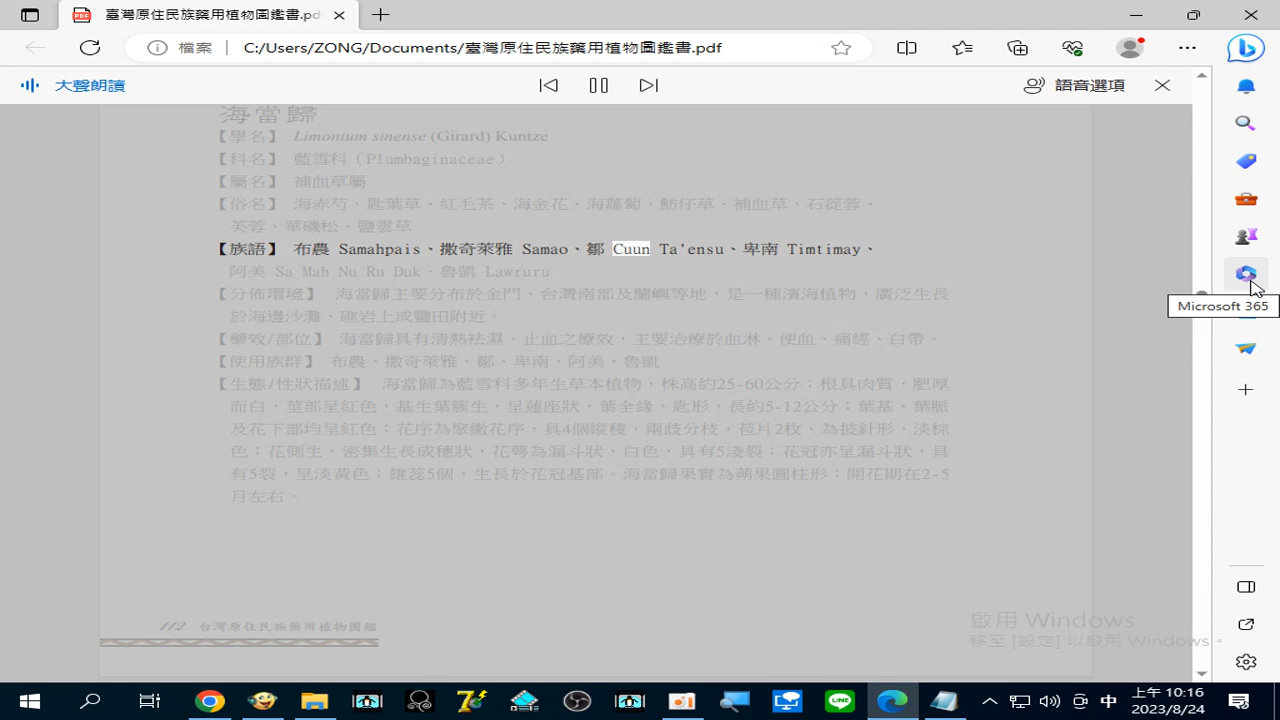 臺灣原住民族藥用植物圖鑑書.pdf
檔案
C:/Users/ZONG/Documents/臺灣原住民族藥用植物圖鑑書.pdf
大聲朗讀
語音選項
海當歸
【學名】 Limonium sinense (Girard) Kuntze
【科名】 藍雪科（Plumbaginaceae）
【屬名】 補血草屬
【俗名】 海赤芍、匙葉草、紅毛茶、海金花、海蘿蔔、魴仔草、補血草、石菇蓉、
芙蓉、華磯松、鹽雲草
【族語】 布農 Samahpais、撒奇萊雅 Samao、鄒 Cuun Ta'ensu、卑南 Timtimay、
阿美 Sa Mah Nu Ru Duk、魯凱 Lawruru
【分佈環境】 海當歸主要分布於金門、台灣南部及蘭嶼等地，是一種濱海植物，廣泛生長
於海邊沙灘、礁岩上或鹽田附近。
【藥效/部位】 海當歸具有清熱袪濕、止血之療效，主要治療於血淋、便血、痛經、白帶。
【使用族群】 布農、撒奇萊雅、鄒、卑南、阿美、魯凱
【生態/性狀描述】 海當歸為藍雪科多年生草本植物，株高約25-60公分；根具肉質，肥厚
而白，莖部呈紅色，基生葉簇生，呈蓮座狀，葉全緣，匙形，長約5-12公分；葉基、葉脈
及花下部均呈紅色；花序為聚繖花序，具4個縱稜，兩歧分枝，苞片2枚，為披針形，淡棕
色；花側生，密集生長成穗狀，花萼為漏斗狀，白色，具有5淺裂；花冠亦呈漏斗狀，具
有5裂，呈淡黃色；雄蕊5個，生長於花冠基部。海當歸果實為蒴果圓柱形；開花期在2-5
月左右。
112 台灣原住民族藥用植物圖鑑
Microsoft 365
啟用 Windows
移至 [設定] 以啟用 Windows。
中
上午 10:16
2023/8/24